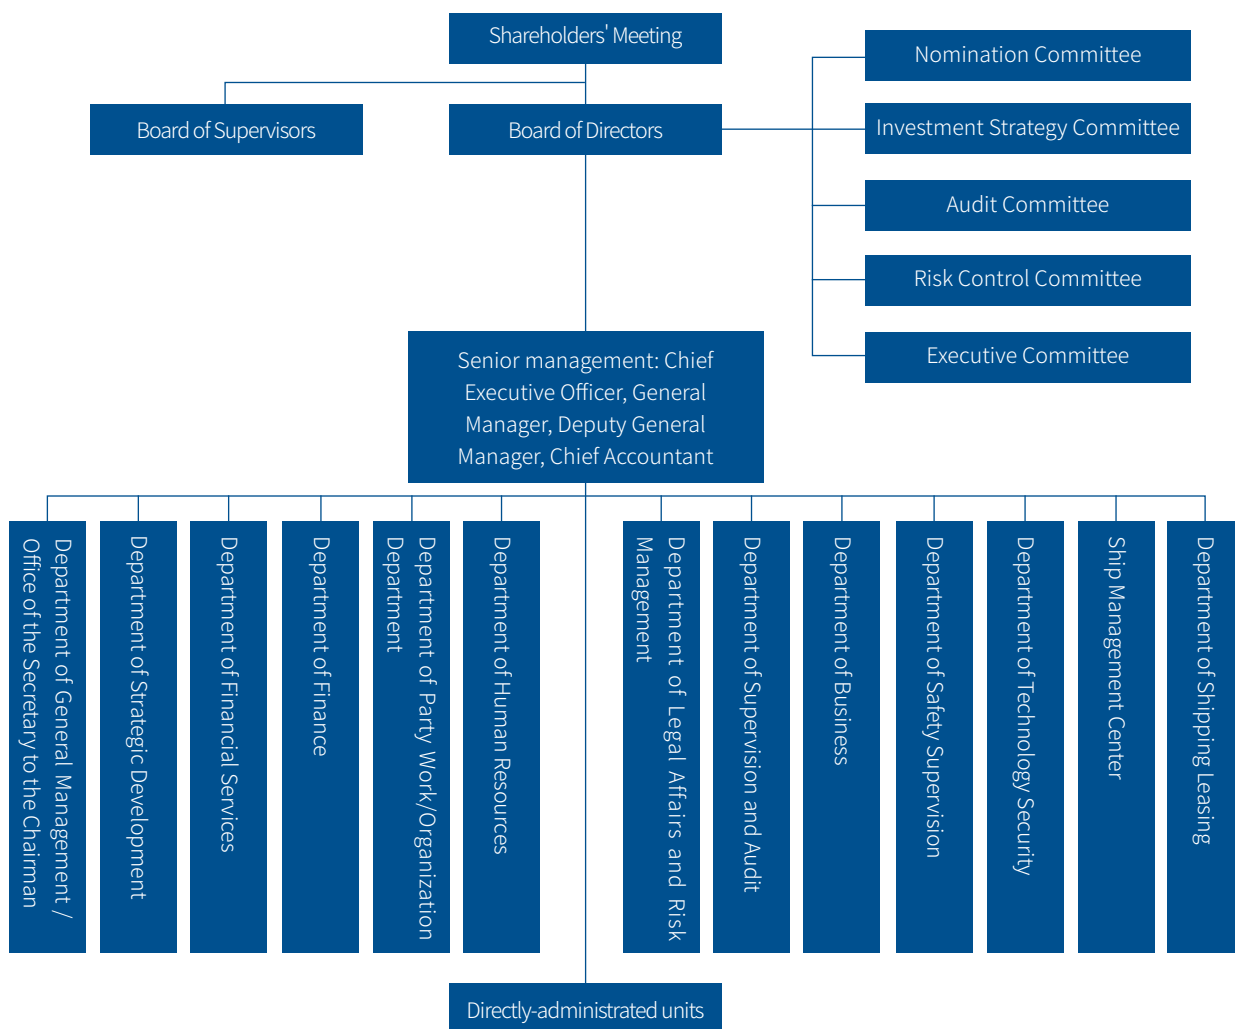 Shareholders' Meeting
Nomination Committee
Board of Supervisors
Board of Directors
Investment Strategy Committee
Audit Committee
Risk Control Committee
Executive Committee
Senior management: Chief
Executive Officer, General
Manager, Deputy General
Manager, Chief Accountant
Department of General Management /
Office of the Secretary to the Chairman
Department of Strategic Development
Department of Financial Services
Department of Finance
Department of Party Work/Organization
Department
Department of Human Resources
Department of Legal Affairs and Risk
Management
Department of Supervision and Audit
Department of Business
Department of Safety Supervision
Department of Technology Security
Ship Management Center
Department of Shipping Leasing
Directly-administrated units